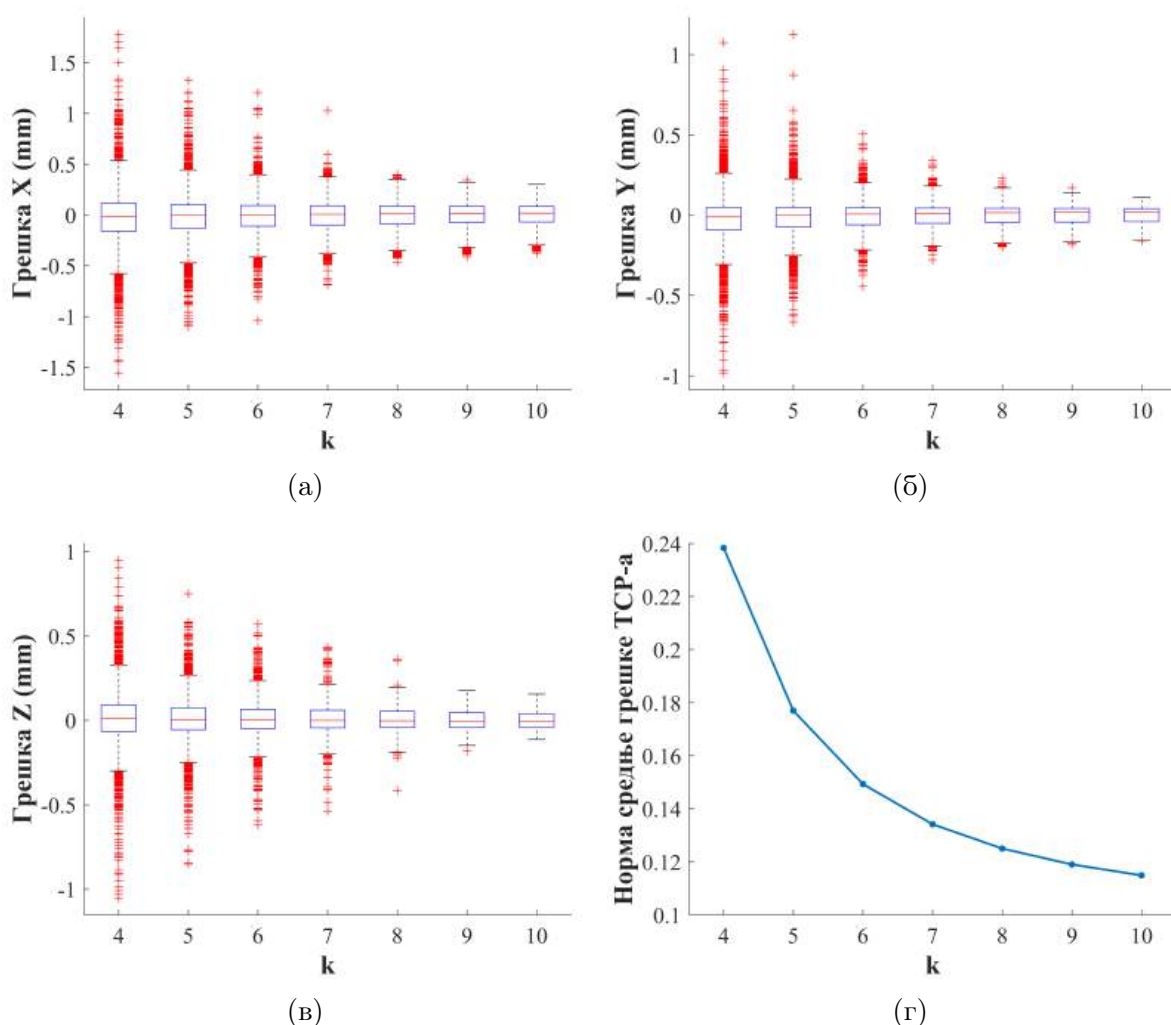 Грешка X (mm)
1.5
1
0.5
0
-0.5
-1
-1.5
4 5 6 7 8 9 10
k
(а)
Грешка Y (mm)
1
0.5
0
-0.5
-1
4 5 6 7 8 9 10
k
(б)
Грешка Z (mm)
1
0.5
0
-0.5
-1
4 5 6 7 8 9 10
k
(в)
Норма средње грешке TCP-а
0.24
0.22
0.2
0.18
0.16
0.14
0.12
0.1
4 5 6 7 8 9 10
k
(г)